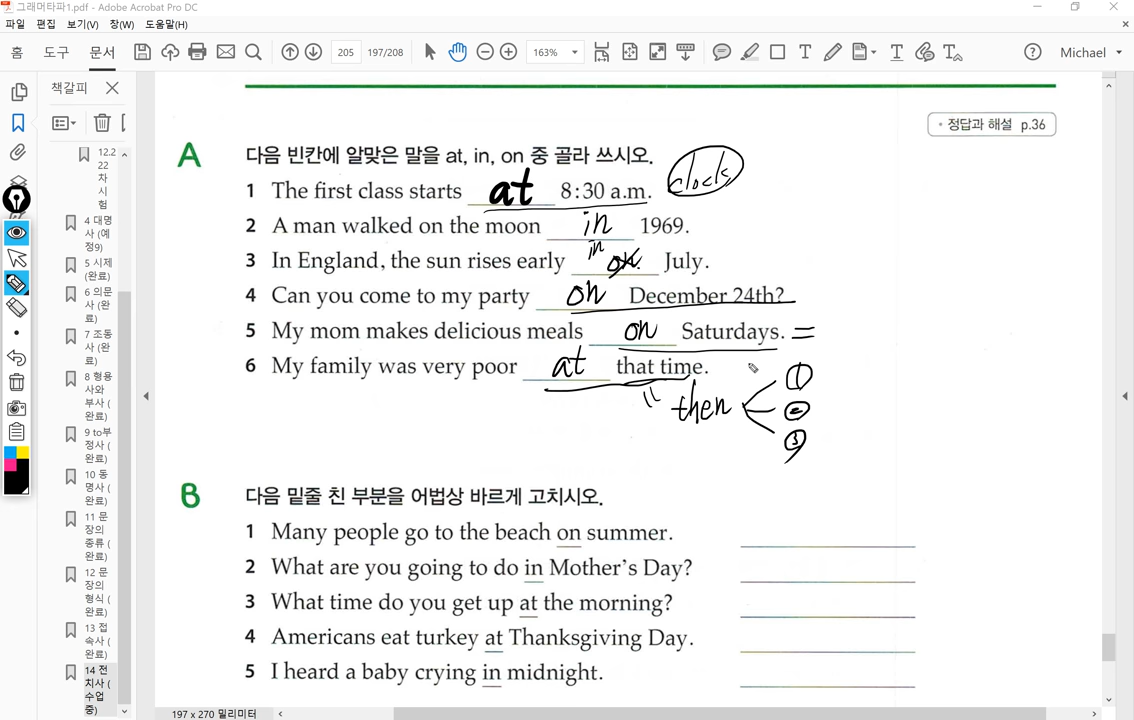 그래머타파1.pdf - Adobe Acrobat Pro DC
파일 편집 보기(V) 창(W) 도움말(H)
홈 도구 문서 205 197/208 163% Michael
책갈피
12.2
22
차
시
험
4 대명
사 (예
정9)
5 시제
(완료)
6 의문
사 (완
료)
7 조동
사 (완
료)
8 형용
사와
부사 (
완료)
9 to부
정사 (
완료)
10 동
명사 (
완료)
11 문
장의
종류 (
완료)
12 문
장의
형식 (
완료)
13 접
속사 (
완료)
14 전
치사 (
수업
중)
• 정답과 해설 p.36
A 다음 빈칸에 알맞은 말을 at, in, on 중 골라 쓰시오.
clock
1 The first class starts at 8:30 a.m.
2 A man walked on the moon in 1969.
3 In England, the sun rises early in on July.
4 Can you come to my party on December 24th?
5 My mom makes delicious meals on Saturdays. =
6 My family was very poor at that time.
then ① ② ③
B 다음 밑줄 친 부분을 어법상 바르게 고치시오.
1 Many people go to the beach on summer.
2 What are you going to do in Mother's Day?
3 What time do you get up at the morning?
4 Americans eat turkey at Thanksgiving Day.
5 I heard a baby crying in midnight.
197 x 270 밀리미터